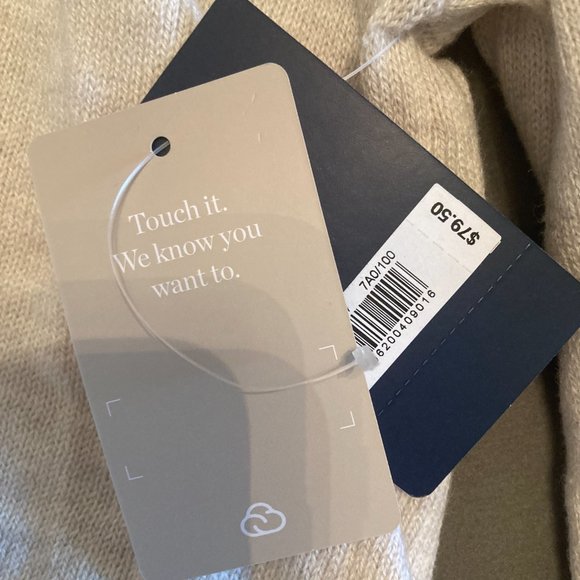 Touch it.
We know you
want to.
$79.50
7A0/100
6200409016